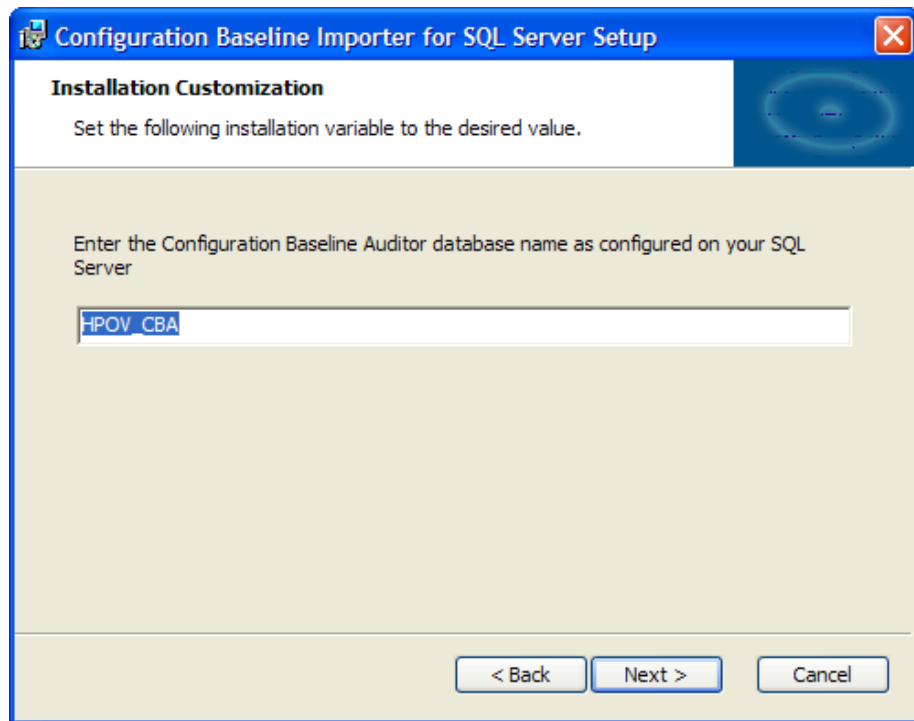 Configuration Baseline Importer for SQL Server Setup
Installation Customization
Set the following installation variable to the desired value.
Enter the Configuration Baseline Auditor database name as configured on your SQL
Server
HPOV_CBA
< Back Next > Cancel